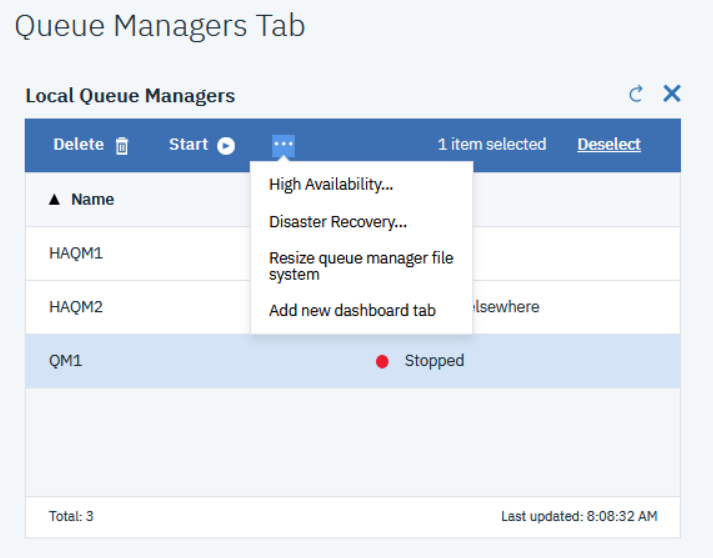 Queue Managers Tab
Local Queue Managers
Delete Start ... 1 item selected Deselect
High Availability...
▲ Name
Disaster Recovery...
HAQM1
Resize queue manager file
system
HAQM2 elsewhere
Add new dashboard tab
QM1 Stopped
Total: 3 Last updated: 8:08:32 AM